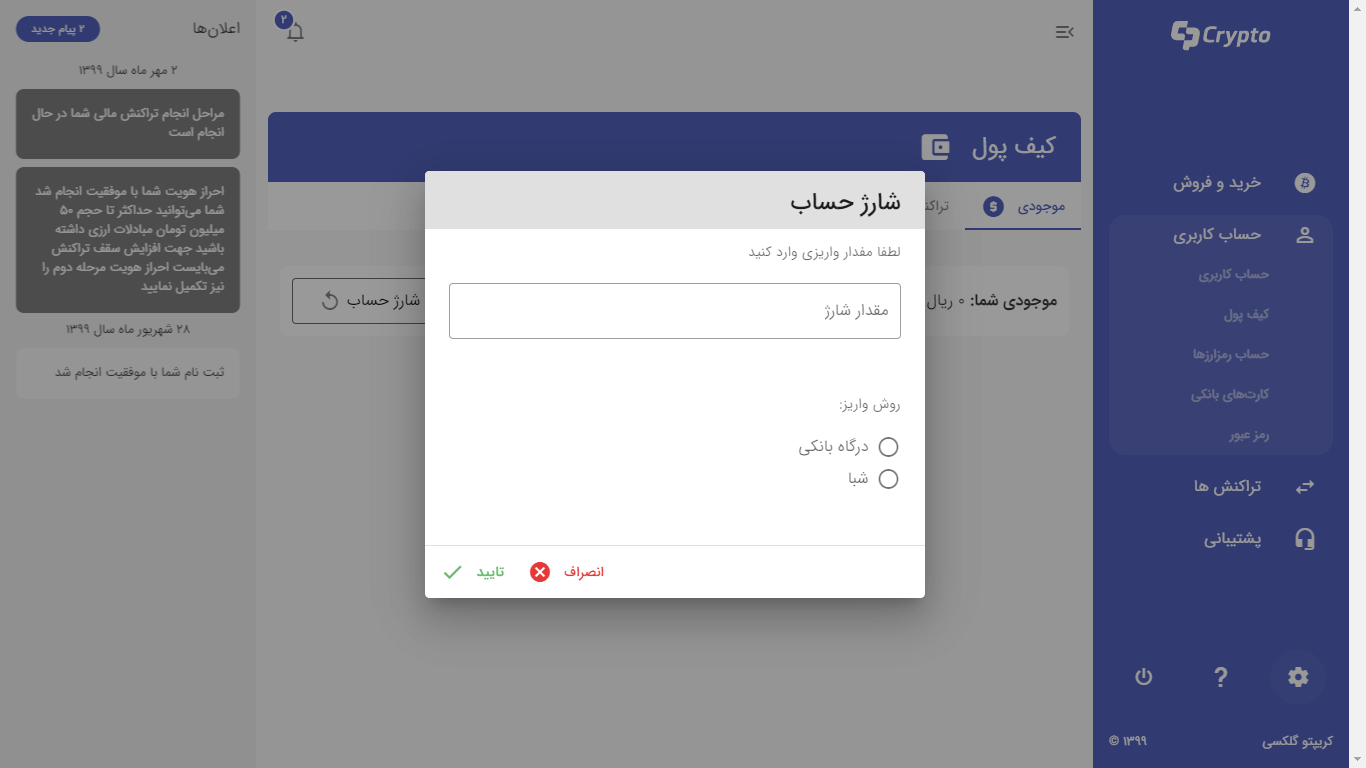 Crypto
خرید و فروش
حساب کاربری
حساب کاربری
کیف پول
حساب رمزارزها
کارت‌های بانکی
رمز عبور
تراکنش ها
پشتیبانی
?
کریپتو گلکسی
© ۱۳۹۹
۲
کیف پول
موجودی
تراکنش
موجودی شما: ۰ ریال
شارژ حساب
شارژ حساب
لطفا مفدار واریزی وارد کنید
مقدار شارژ
روش واریز:
درگاه بانکی
شبا
انصراف
تایید
اعلان‌ها
۲ پیام جدید
۲ مهر ماه سال ۱۳۹۹
مراحل انجام تراکنش مالی شما در حال
انجام است
احراز هویت شما با موفقیت انجام شد
شما می‌توانید حداکثر تا حجم ۵۰
میلیون تومان مبادلات ارزی داشته
باشید جهت افزایش سقف تراکنش
می‌بایست احراز هویت مرحله دوم را
نیز تکمیل نمایید
۲۸ شهریور ماه سال ۱۳۹۹
ثبت نام شما با موفقیت انجام شد